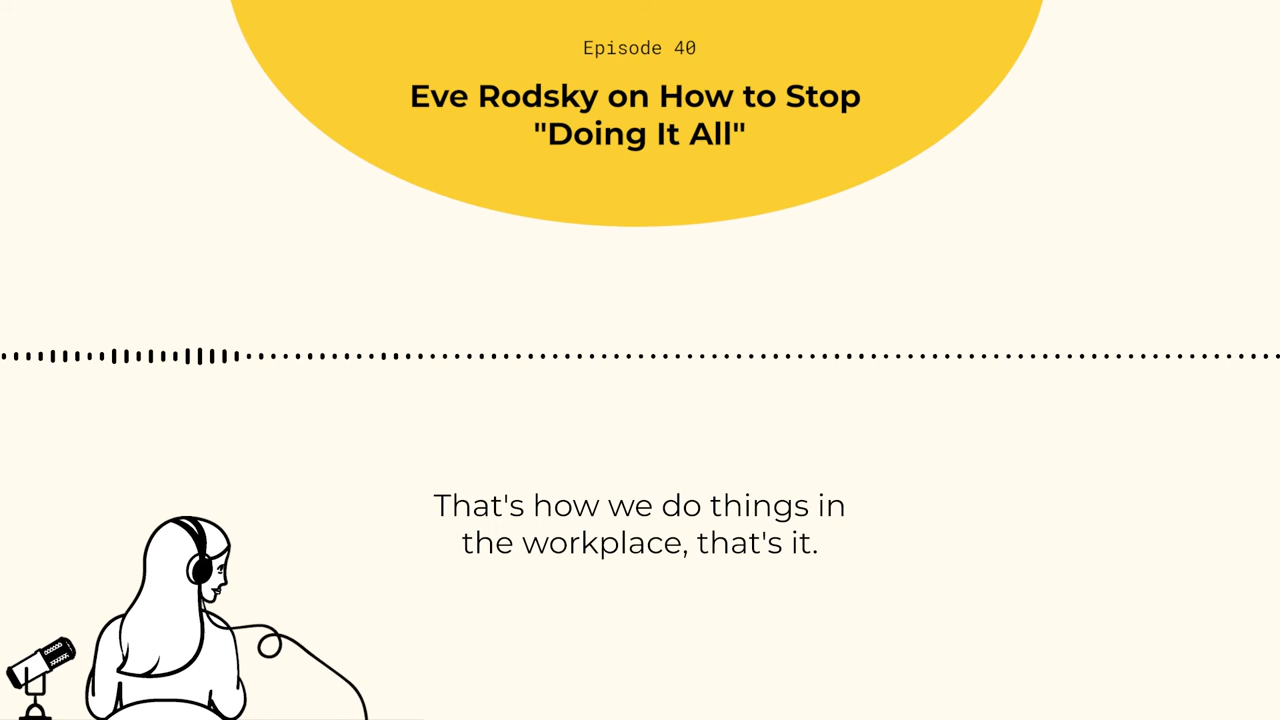 Episode 40
Eve Rodsky on How to Stop
"Doing It All"
That's how we do things in
the workplace, that's it.